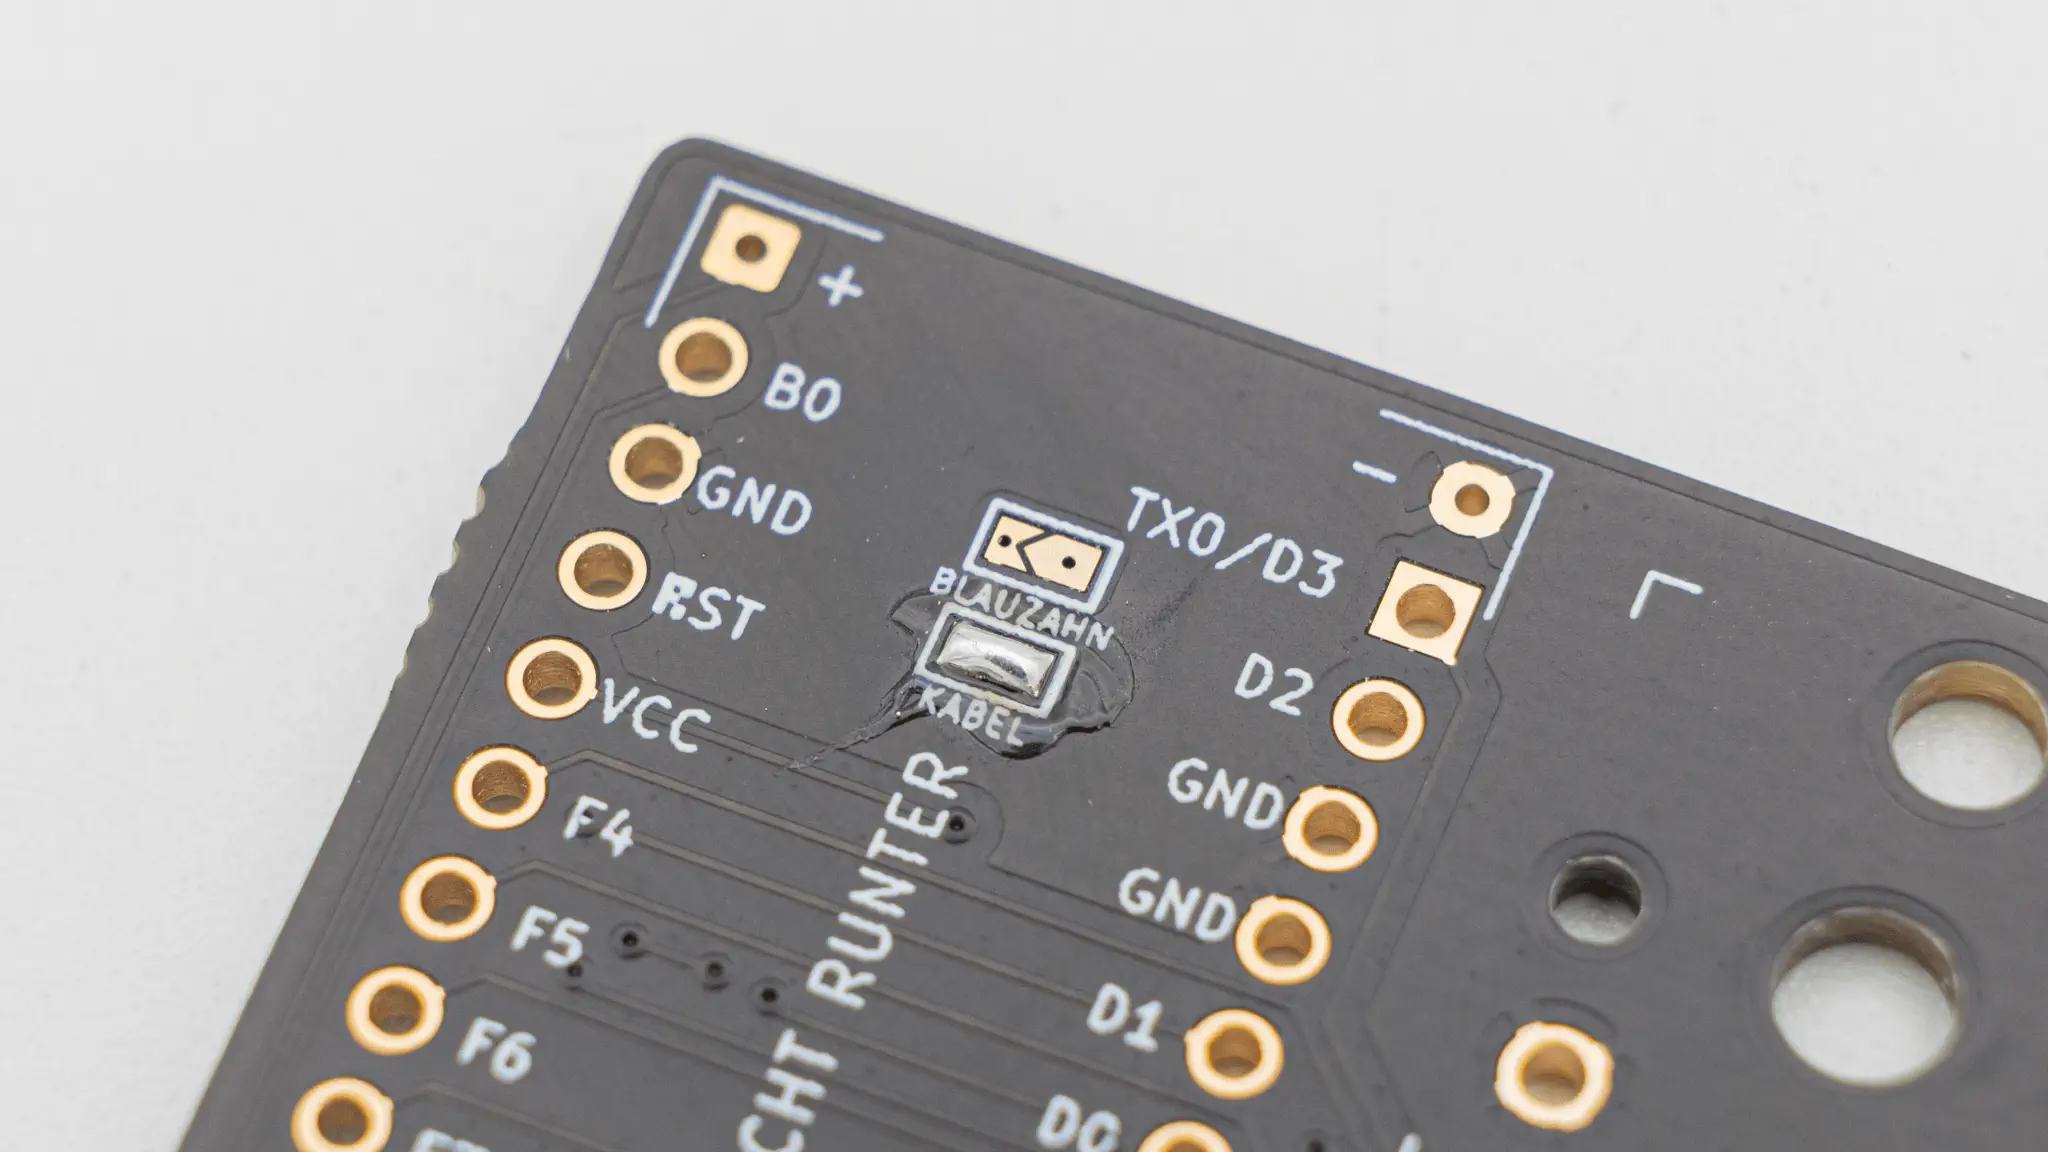 +
B0
GND
RST
VCC
F4
F5
F6
BLAUZAHN
KABEL
CHT RUNTER
-
TX0/D3
D2
GND
GND
D1
D0